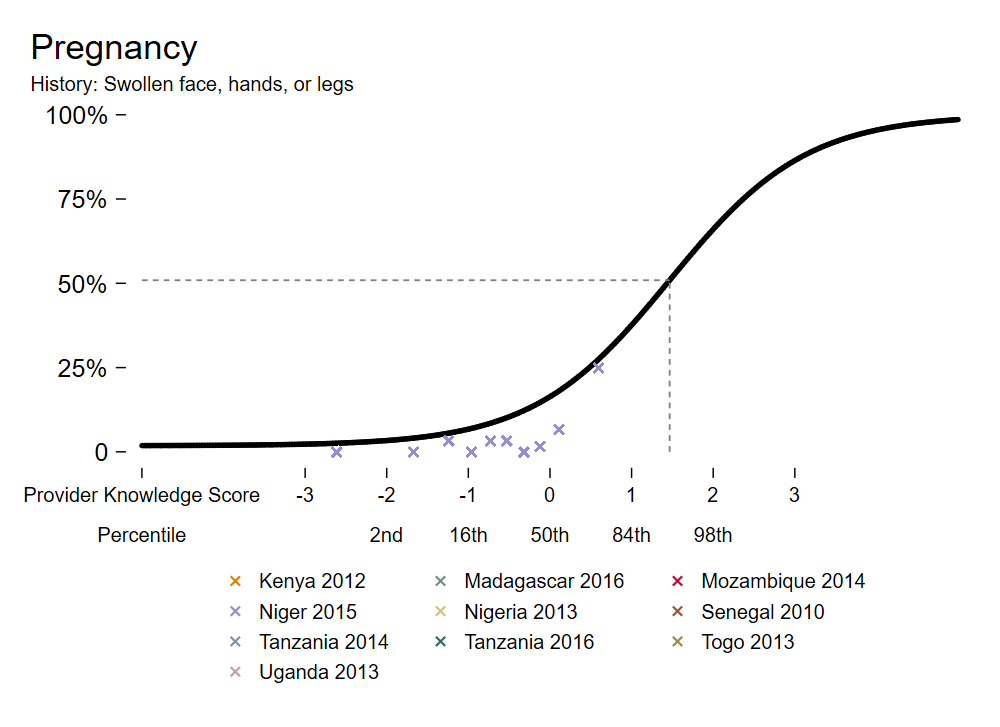 Pregnancy
History: Swollen face, hands, or legs
100%
75%
50%
25%
0
Provider Knowledge Score -3 -2 -1 0 1 2 3
Percentile 2nd 16th 50th 84th 98th
Kenya 2012 Madagascar 2016 Mozambique 2014
Niger 2015 Nigeria 2013 Senegal 2010
Tanzania 2014 Tanzania 2016 Togo 2013
Uganda 2013